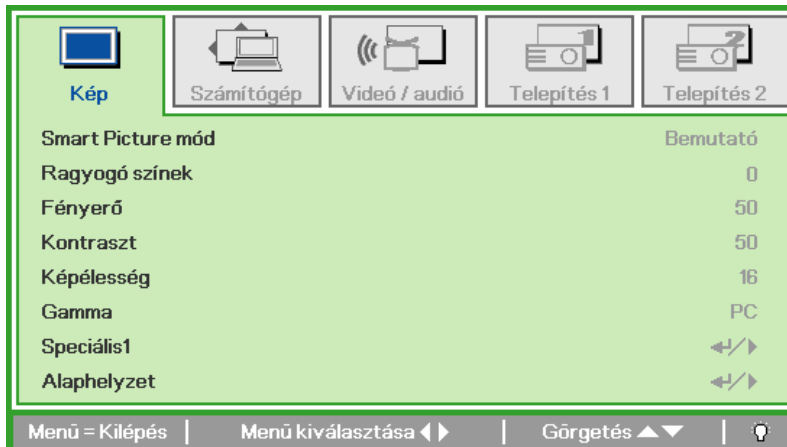 Kép Számítógép Videó / audió Telepítés 1 Telepítés 2
Smart Picture mód Bemutató
Ragyogó színek 0
Fényerő 50
Kontraszt 50
Képélesség 16
Gamma PC
Speciális1
Alaphelyzet
Menü = Kilépés Menü kiválasztása Görgetés